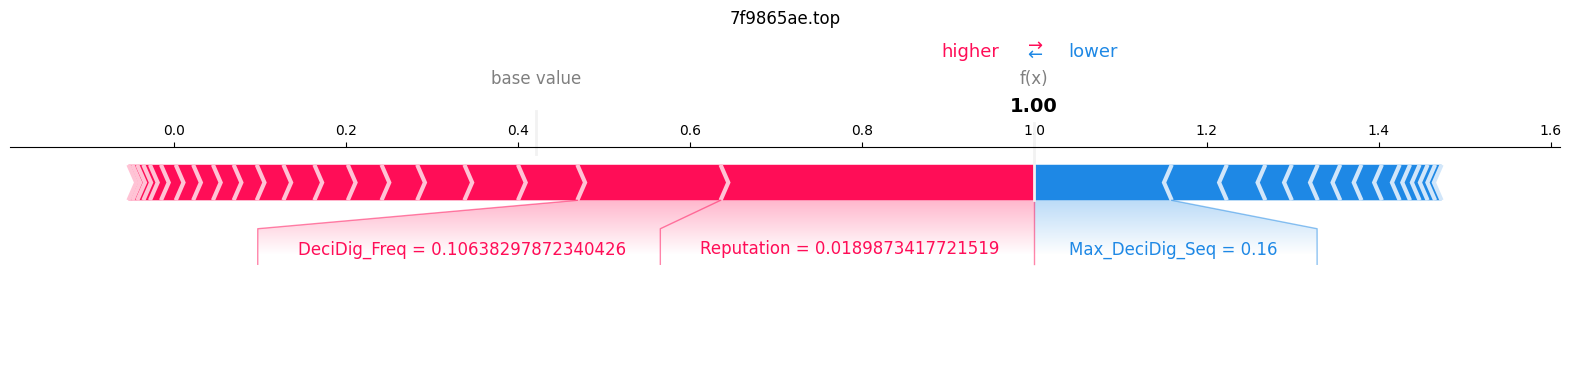 7f9865ae.top
higher ⇄ lower
base value f(x)
1.00
0.0 0.2 0.4 0.6 0.8 1.0 1.2 1.4 1.6
DeciDig_Freq = 0.10638297872340426 Reputation = 0.0189873417721519 Max_DeciDig_Seq = 0.16